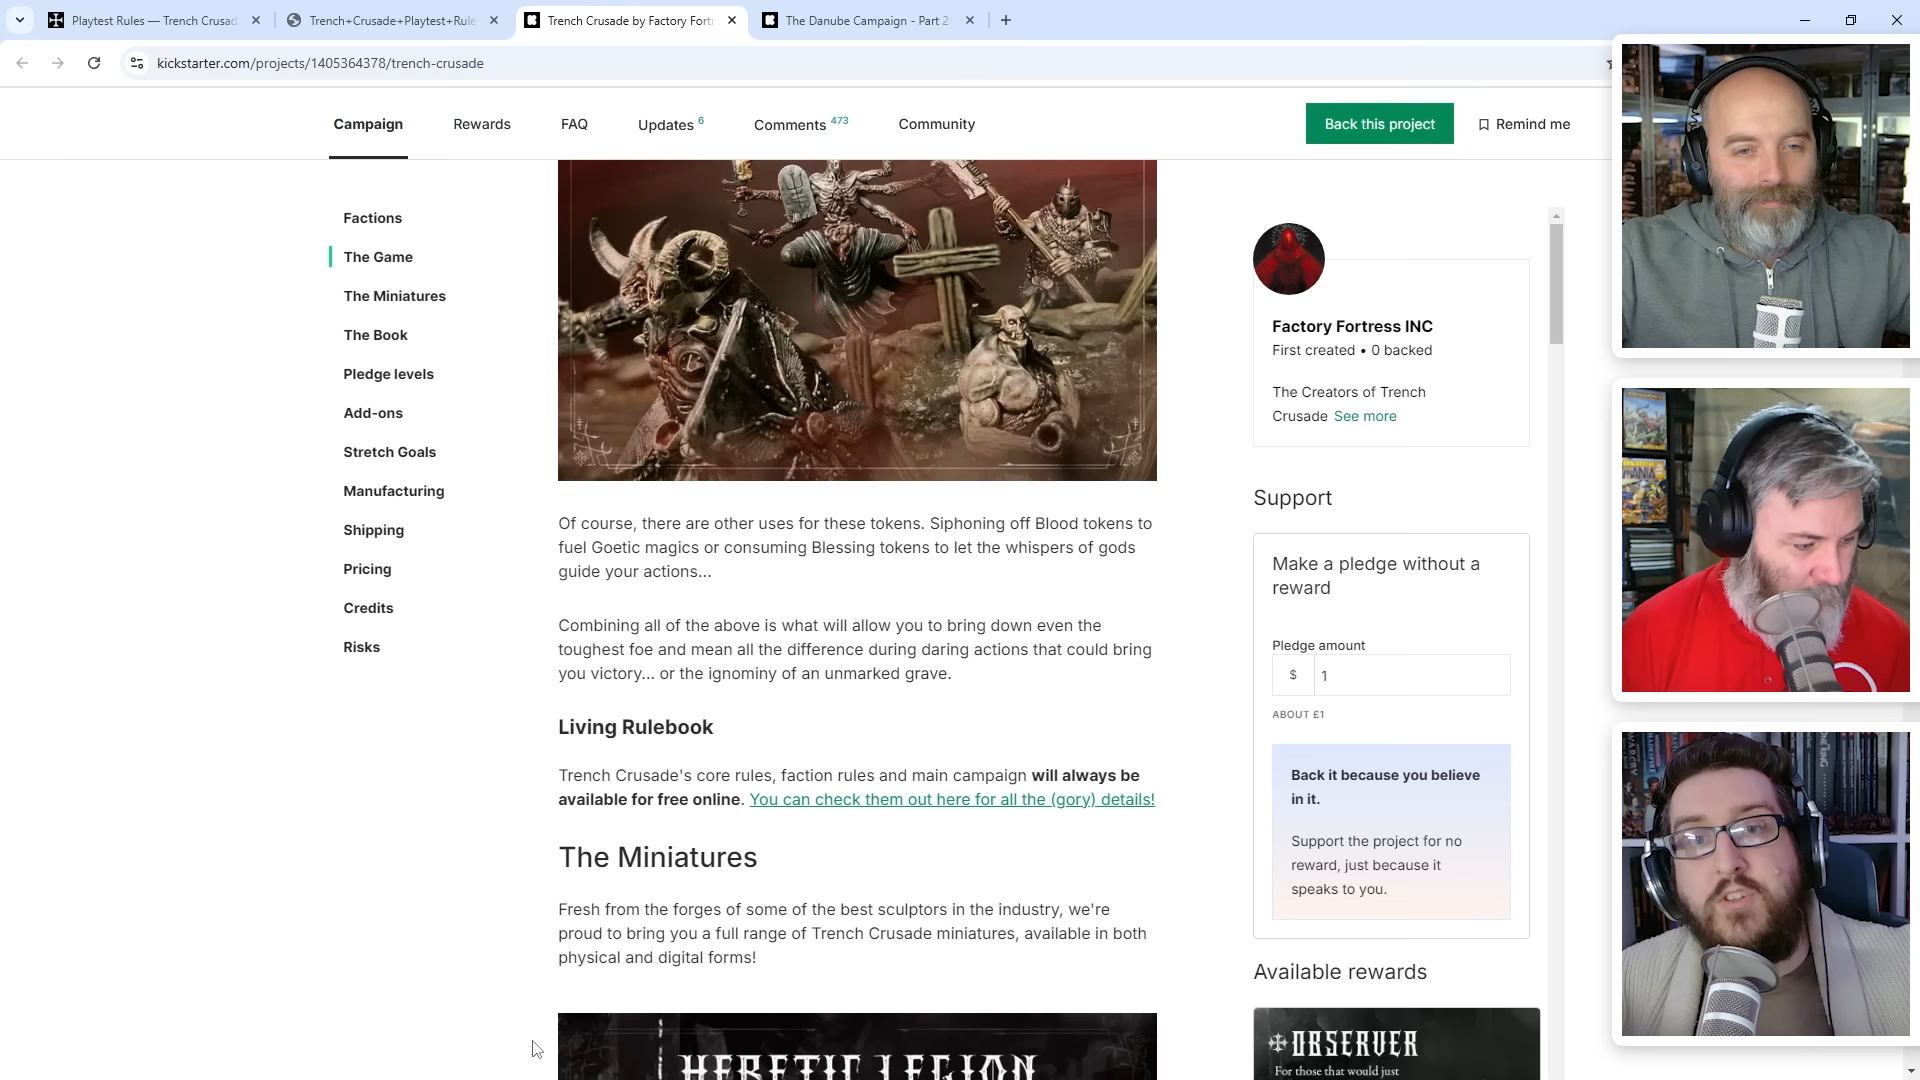 Playtest Rules — Trench Crusad
Trench+Crusade+Playtest+Rule
Trench Crusade by Factory Fortr
The Danube Campaign - Part 2
kickstarter.com/projects/1405364378/trench-crusade
Campaign
Rewards
FAQ
Updates 6
Comments 473
Community
Back this project
Remind me
Factions
The Game
The Miniatures
The Book
Pledge levels
Add-ons
Stretch Goals
Manufacturing
Shipping
Pricing
Credits
Risks
Of course, there are other uses for these tokens. Siphoning off Blood tokens to
fuel Goetic magics or consuming Blessing tokens to let the whispers of gods
guide your actions...
Combining all of the above is what will allow you to bring down even the
toughest foe and mean all the difference during daring actions that could bring
you victory... or the ignominy of an unmarked grave.
Living Rulebook
Trench Crusade's core rules, faction rules and main campaign will always be
available for free online. You can check them out here for all the (gory) details!
The Miniatures
Fresh from the forges of some of the best sculptors in the industry, we're
proud to bring you a full range of Trench Crusade miniatures, available in both
physical and digital forms!
HERETIC LEGION
Factory Fortress INC
First created • 0 backed
The Creators of Trench
Crusade See more
Support
Make a pledge without a
reward
Pledge amount
$ 1
ABOUT £1
Back it because you believe
in it.
Support the project for no
reward, just because it
speaks to you.
Available rewards
OBSERVER
For those that would just